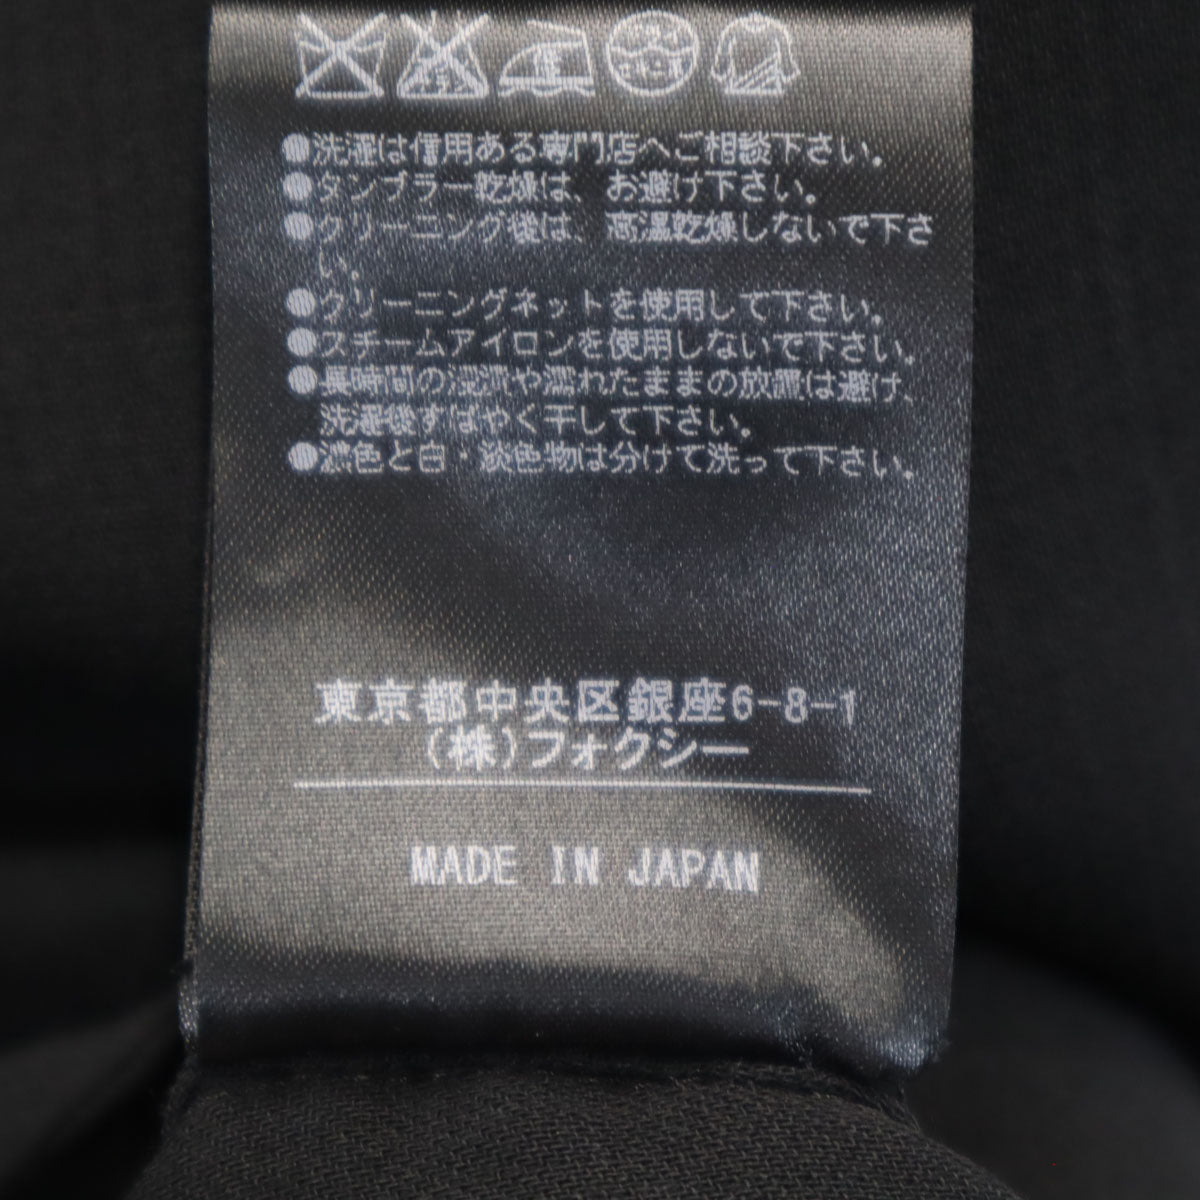 ●洗濯は信用ある専門店へご相談下さい。
●タンブラー乾燥は、お避け下さい。
●クリーニング後は、高温乾燥しないで下さ
い。
●クリーニングネットを使用して下さい。
●スチームアイロンを使用しないで下さい。
●長時間の浸漬や濡れたままの放置は避け、
洗濯後すばやく干して下さい。
●濃色と白・淡色物は分けて洗って下さい。
東京都中央区銀座6-8-1
(株)フォクシー
MADE IN JAPAN